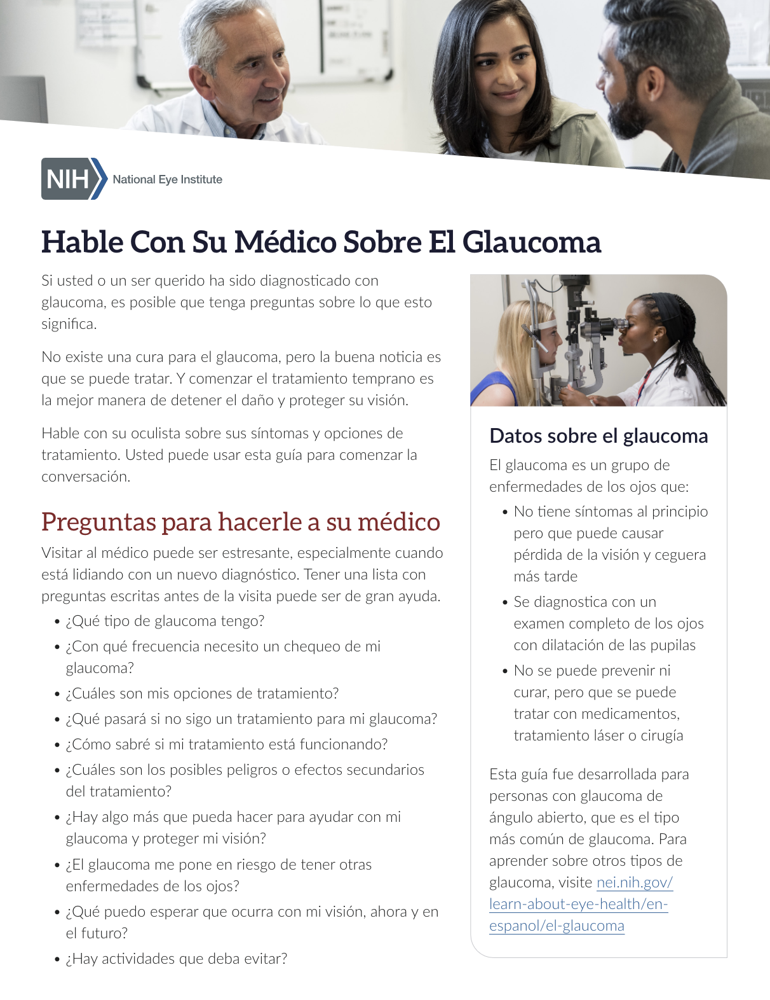 NIH
National Eye Institute
Hable Con Su Médico Sobre El Glaucoma
Si usted o un ser querido ha sido diagnosticado con
glaucoma, es posible que tenga preguntas sobre lo que esto
significa.
No existe una cura para el glaucoma, pero la buena noticia es
que se puede tratar. Y comenzar el tratamiento temprano es
la mejor manera de detener el daño y proteger su visión.
Hable con su oculista sobre sus síntomas y opciones de
tratamiento. Usted puede usar esta guía para comenzar la
conversación.
Preguntas para hacerle a su médico
Visitar al médico puede ser estresante, especialmente cuando
está lidiando con un nuevo diagnóstico. Tener una lista con
preguntas escritas antes de la visita puede ser de gran ayuda.
• ¿Qué tipo de glaucoma tengo?
• ¿Con qué frecuencia necesito un chequeo de mi
glaucoma?
• ¿Cuáles son mis opciones de tratamiento?
• ¿Qué pasará si no sigo un tratamiento para mi glaucoma?
• ¿Cómo sabré si mi tratamiento está funcionando?
• ¿Cuáles son los posibles peligros o efectos secundarios
del tratamiento?
• ¿Hay algo más que pueda hacer para ayudar con mi
glaucoma y proteger mi visión?
• ¿El glaucoma me pone en riesgo de tener otras
enfermedades de los ojos?
• ¿Qué puedo esperar que ocurra con mi visión, ahora y en
el futuro?
• ¿Hay actividades que deba evitar?
Datos sobre el glaucoma
El glaucoma es un grupo de
enfermedades de los ojos que:
• No tiene síntomas al principio
pero que puede causar
pérdida de la visión y ceguera
más tarde
• Se diagnostica con un
examen completo de los ojos
con dilatación de las pupilas
• No se puede prevenir ni
curar, pero que se puede
tratar con medicamentos,
tratamiento láser o cirugía
Esta guía fue desarrollada para
personas con glaucoma de
ángulo abierto, que es el tipo
más común de glaucoma. Para
aprender sobre otros tipos de
glaucoma, visite nei.nih.gov/
learn-about-eye-health/en-
espanol/el-glaucoma